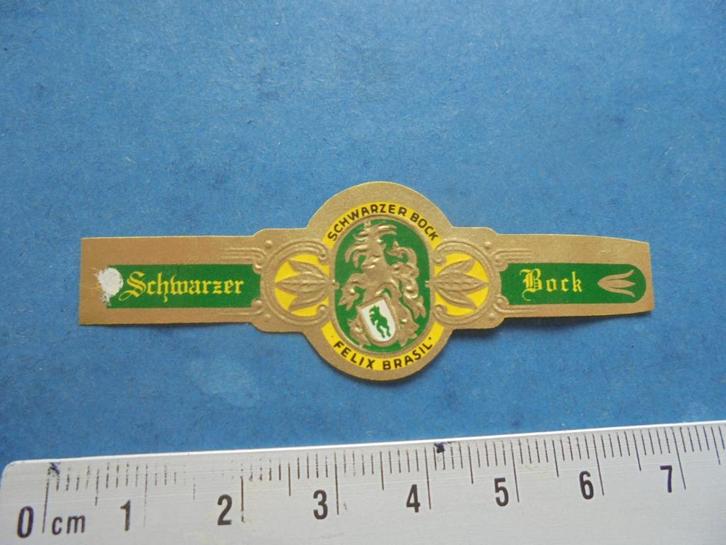 SCHWARZER BOCK
Schwarzer
Bock
·FELIX BRASIL·
0 cm 1 2 3 4 5 6 7